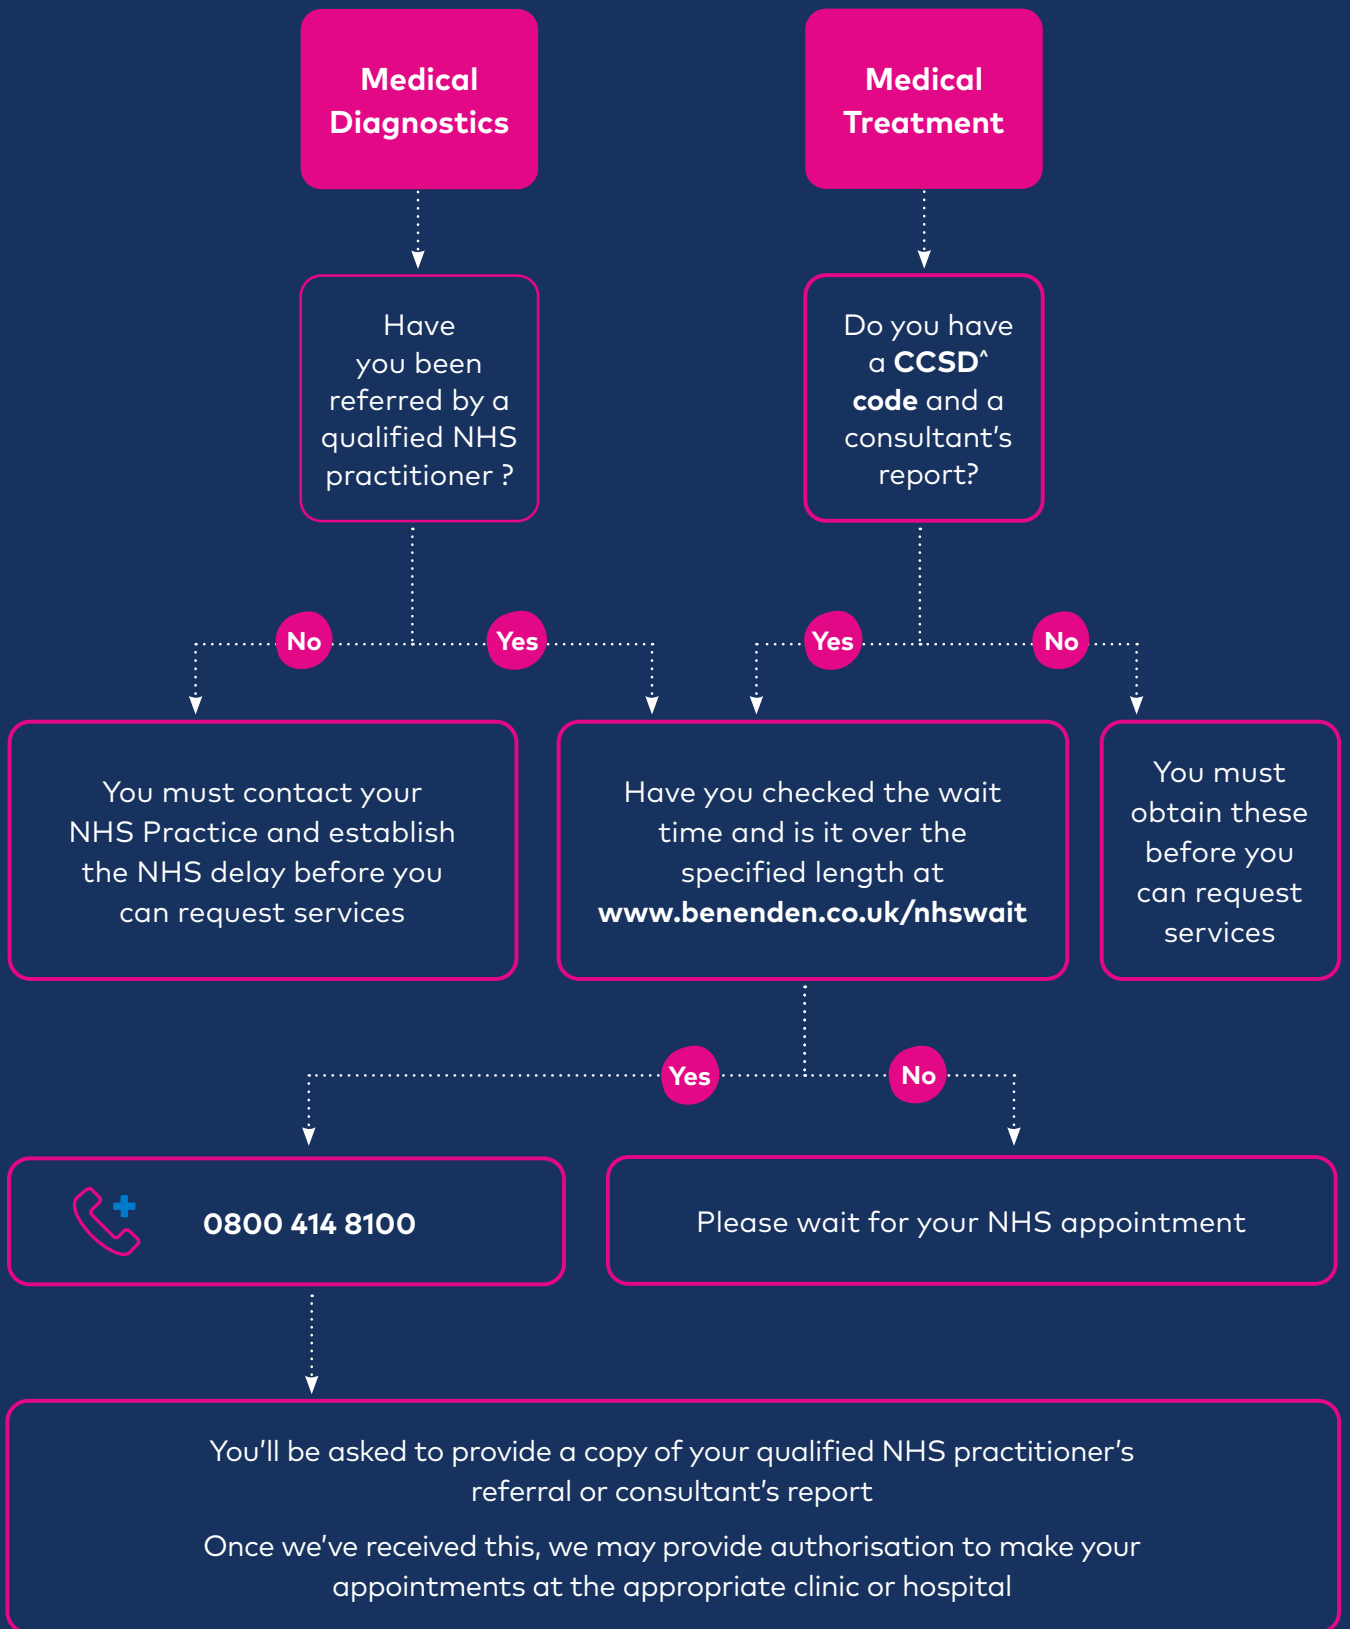 Medical
Diagnostics
Medical
Treatment
Have
you been
referred by a
qualified NHS
practitioner ?
Do you have
a CCSD^
code and a
consultant's
report?
No
Yes
Yes
No
You must contact your
NHS Practice and establish
the NHS delay before you
can request services
Have you checked the wait
time and is it over the
specified length at
www.benenden.co.uk/nhswait
You must
obtain these
before you
can request
services
Yes
No
0800 414 8100
Please wait for your NHS appointment
You'll be asked to provide a copy of your qualified NHS practitioner's
referral or consultant's report
Once we've received this, we may provide authorisation to make your
appointments at the appropriate clinic or hospital